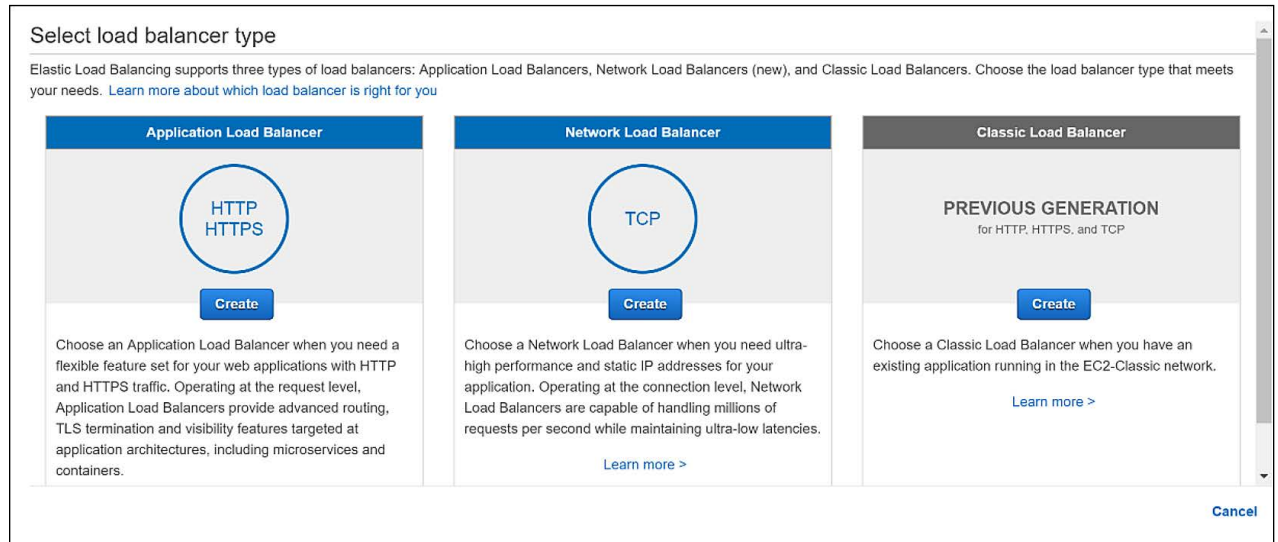 Select load balancer type
Elastic Load Balancing supports three types of load balancers: Application Load Balancers, Network Load Balancers (new), and Classic Load Balancers. Choose the load balancer type that meets
your needs. Learn more about which load balancer is right for you
Application Load Balancer
HTTP
HTTPS
Create
Choose an Application Load Balancer when you need a
flexible feature set for your web applications with HTTP
and HTTPS traffic. Operating at the request level,
Application Load Balancers provide advanced routing,
TLS termination and visibility features targeted at
application architectures, including microservices and
containers.
Network Load Balancer
TCP
Create
Choose a Network Load Balancer when you need ultra-
high performance and static IP addresses for your
application. Operating at the connection level, Network
Load Balancers are capable of handling millions of
requests per second while maintaining ultra-low latencies.
Learn more >
Classic Load Balancer
PREVIOUS GENERATION
for HTTP, HTTPS, and TCP
Create
Choose a Classic Load Balancer when you have an
existing application running in the EC2-Classic network.
Learn more >
Cancel